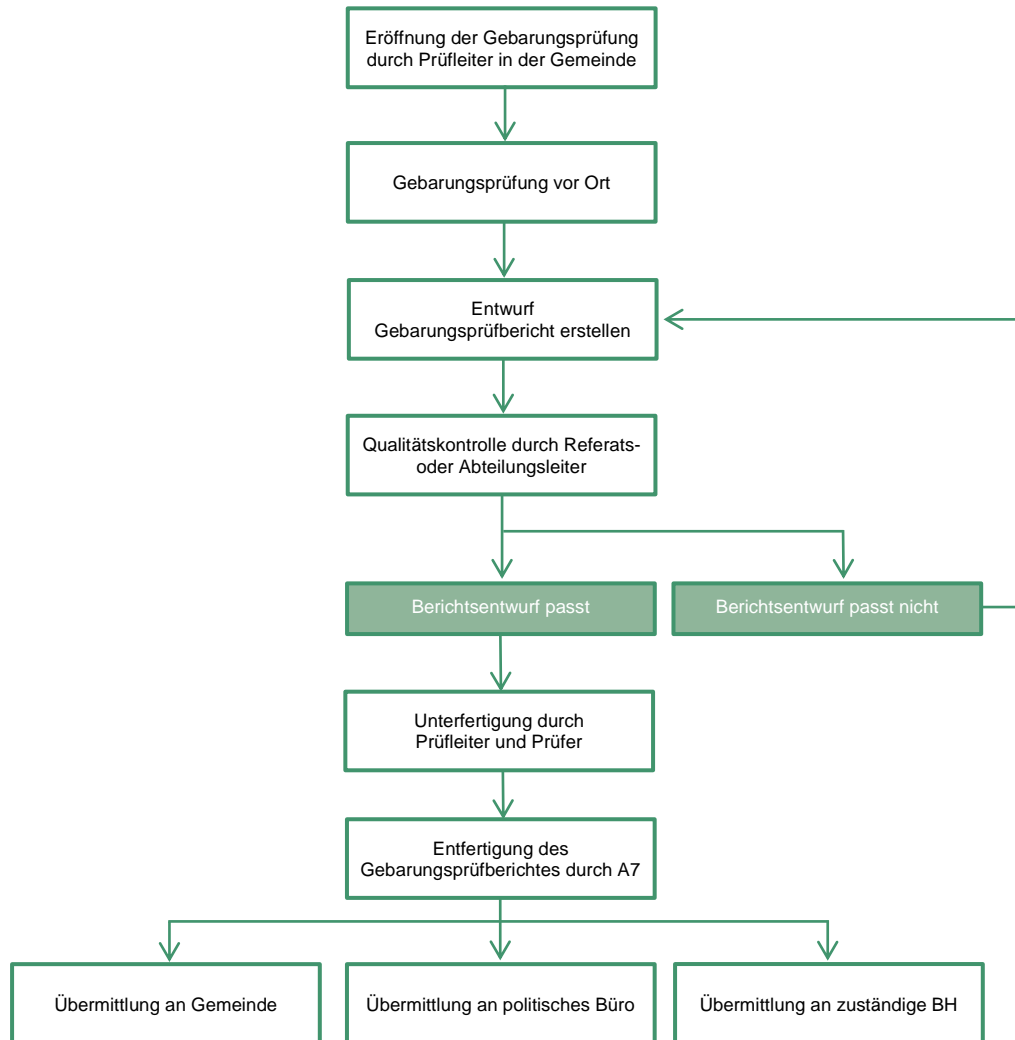 Eröffnung der Gebarungsprüfung
durch Prüfleiter in der Gemeinde
Gebarungsprüfung vor Ort
Entwurf
Gebarungsprüfbericht erstellen
Qualitätskontrolle durch Referats-
oder Abteilungsleiter
Berichtsentwurf passt
Berichtsentwurf passt nicht
Unterfertigung durch
Prüfleiter und Prüfer
Entfertigung des
Gebarungsprüfberichtes durch A7
Übermittlung an Gemeinde
Übermittlung an politisches Büro
Übermittlung an zuständige BH